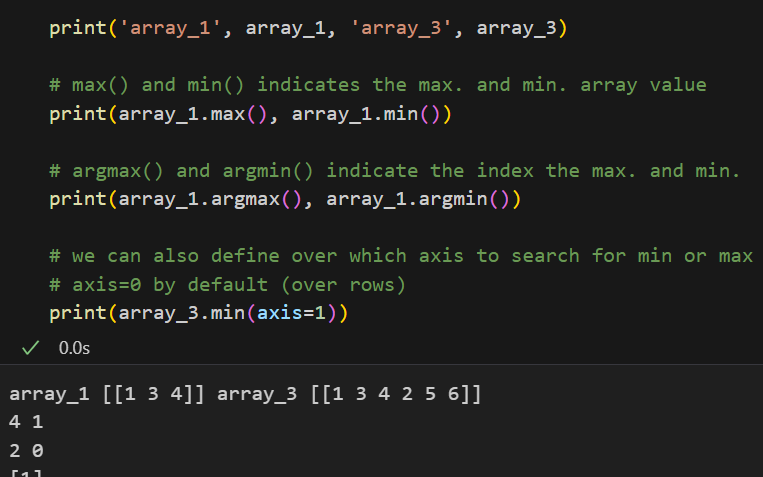 print('array_1', array_1, 'array_3', array_3)
# max() and min() indicates the max. and min. array value
print(array_1.max(), array_1.min())
# argmax() and argmin() indicate the index the max. and min.
print(array_1.argmax(), array_1.argmin())
# we can also define over which axis to search for min or max
# axis=0 by default (over rows)
print(array_3.min(axis=1))
0.0s
array_1 [[1 3 4]] array_3 [[1 3 4 2 5 6]]
4 1
2 0
[1]